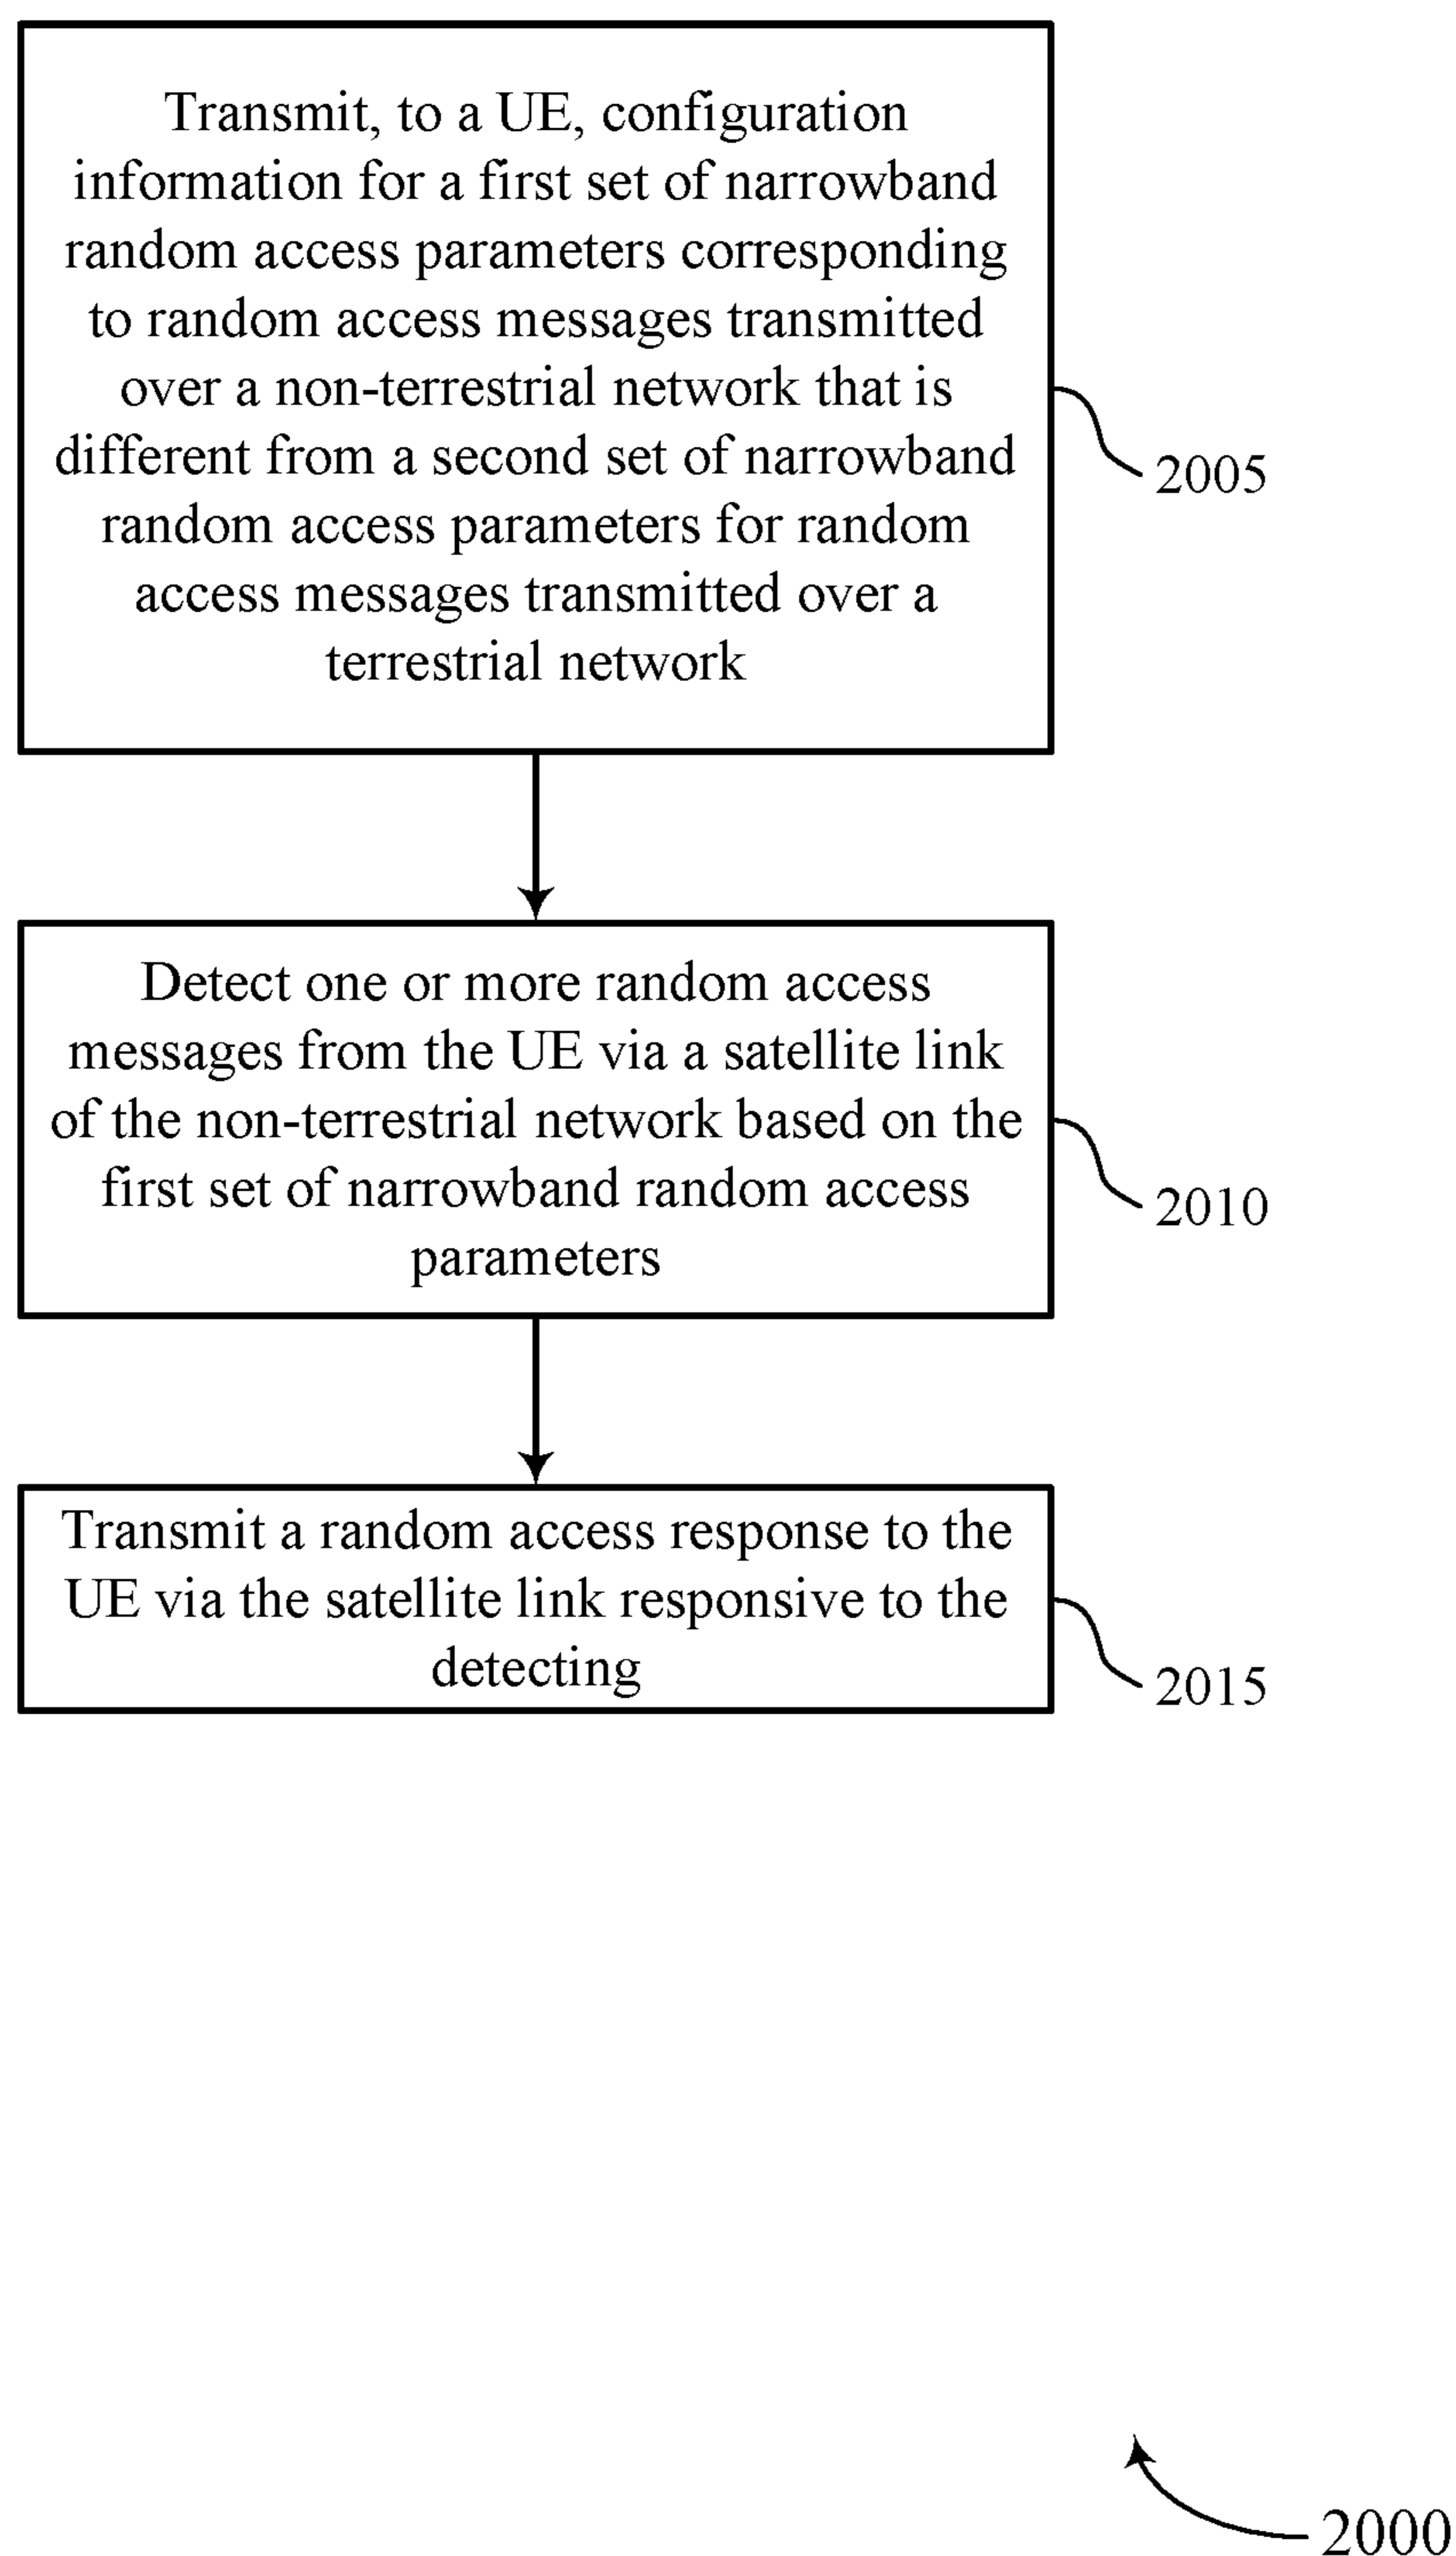 Transmit, to a UE, configuration
information for a first set of narrowband
random access parameters corresponding
to random access messages transmitted
over a non-terrestrial network that is
different from a second set of narrowband
random access parameters for random
access messages transmitted over a
terrestrial network
2005
Detect one or more random access
messages from the UE via a satellite link
of the non-terrestrial network based on the
first set of narrowband random access
parameters
2010
Transmit a random access response to the
UE via the satellite link responsive to the
detecting
2015
2000